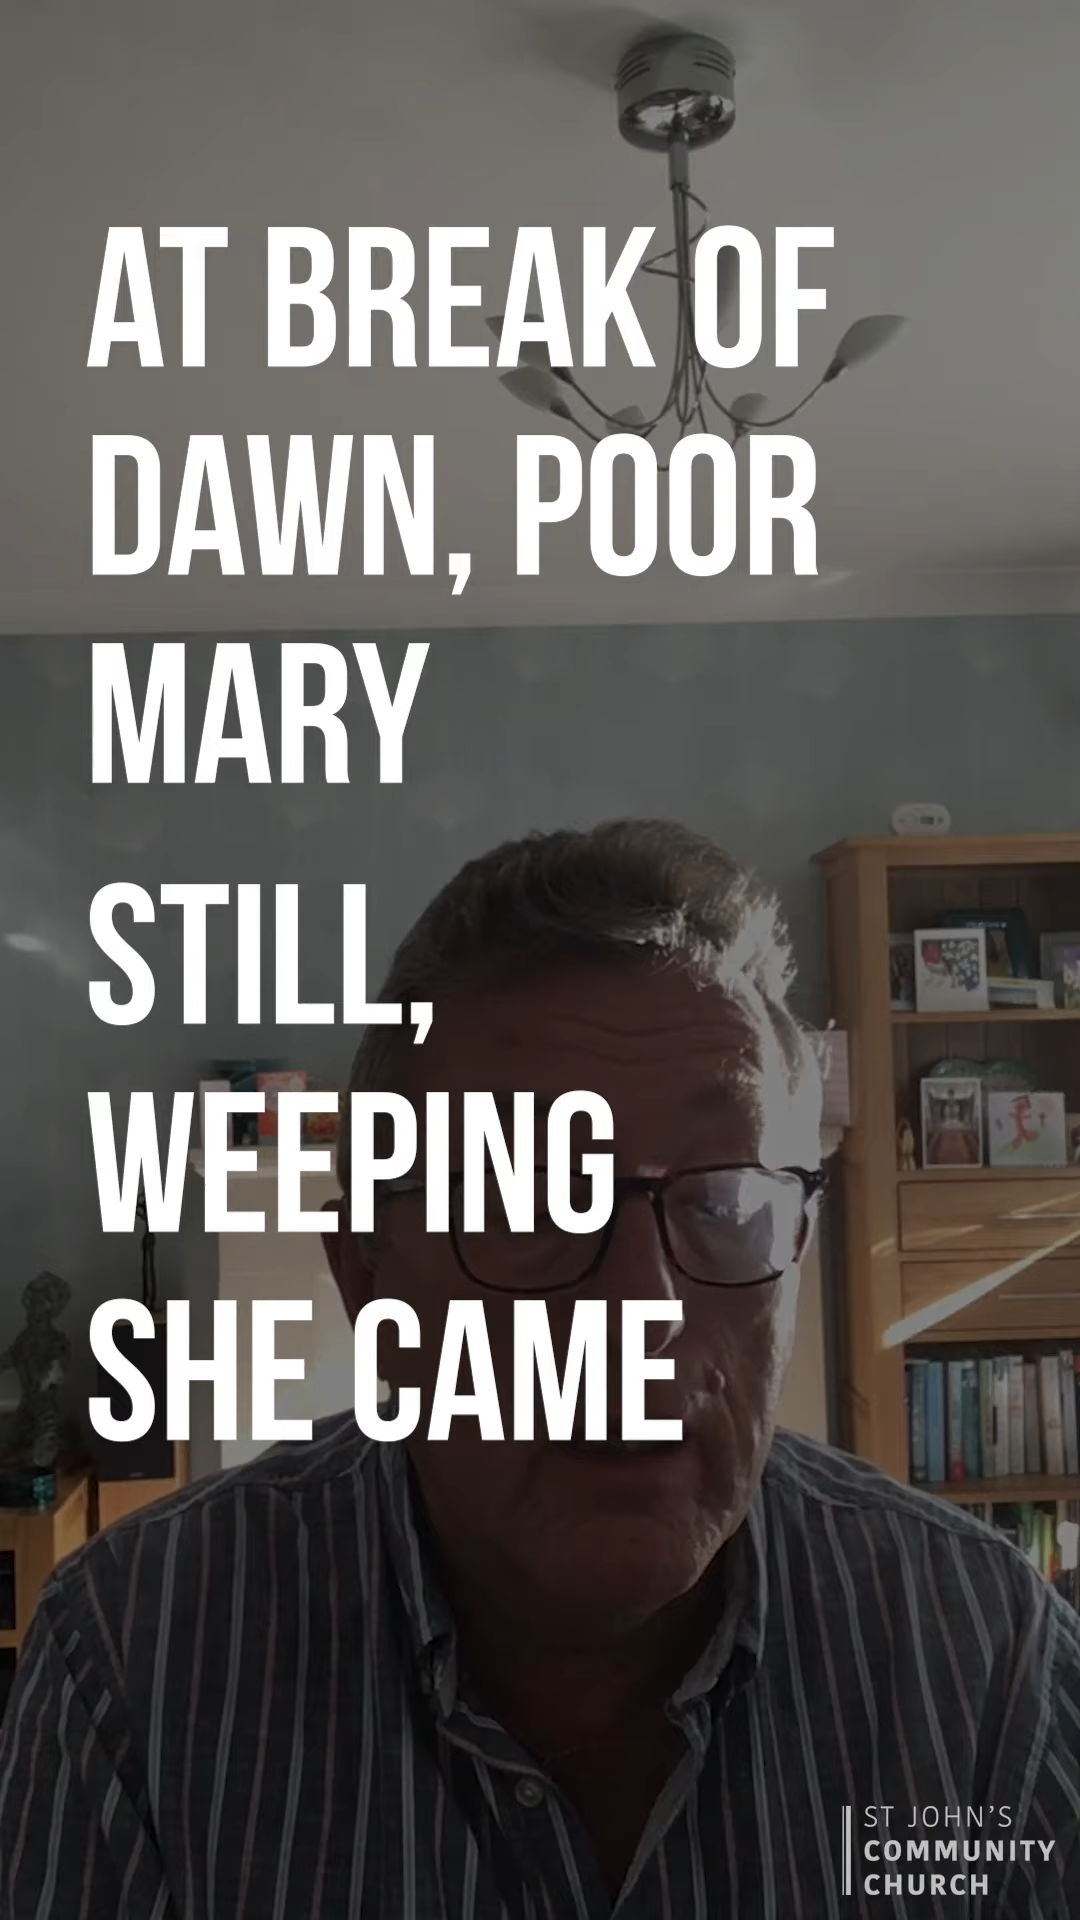 AT BREAK OF
DAWN, POOR
MARY
STILL,
WEEPING
SHE CAME
ST JOHN'S
COMMUNITY
CHURCH